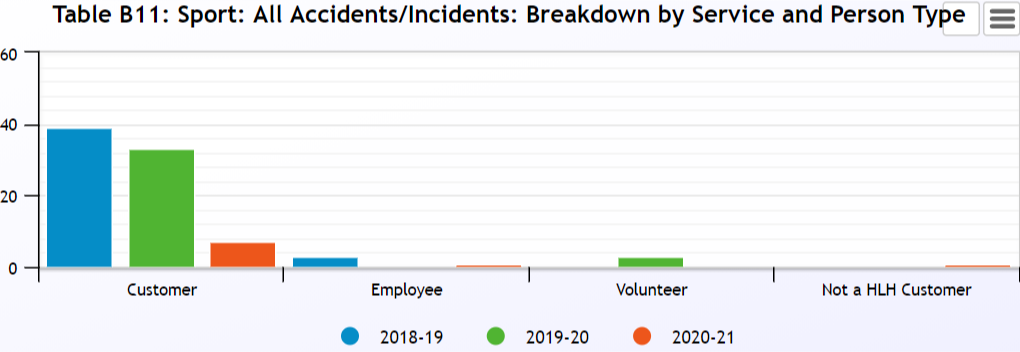 Table B11: Sport: All Accidents/Incidents: Breakdown by Service and Person Type
60
40
20
0
Customer Employee Volunteer Not a HLH Customer
2018-19 2019-20 2020-21